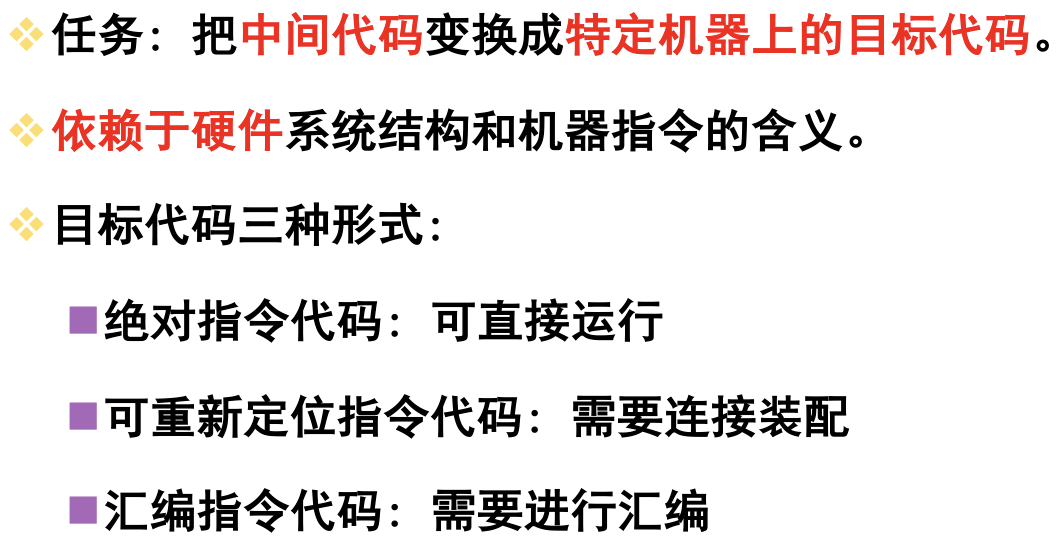 任务：把中间代码变换成特定机器上的目标代码。
依赖于硬件系统结构和机器指令的含义。
目标代码三种形式：
绝对指令代码：可直接运行
可重新定位指令代码：需要连接装配
汇编指令代码：需要进行汇编